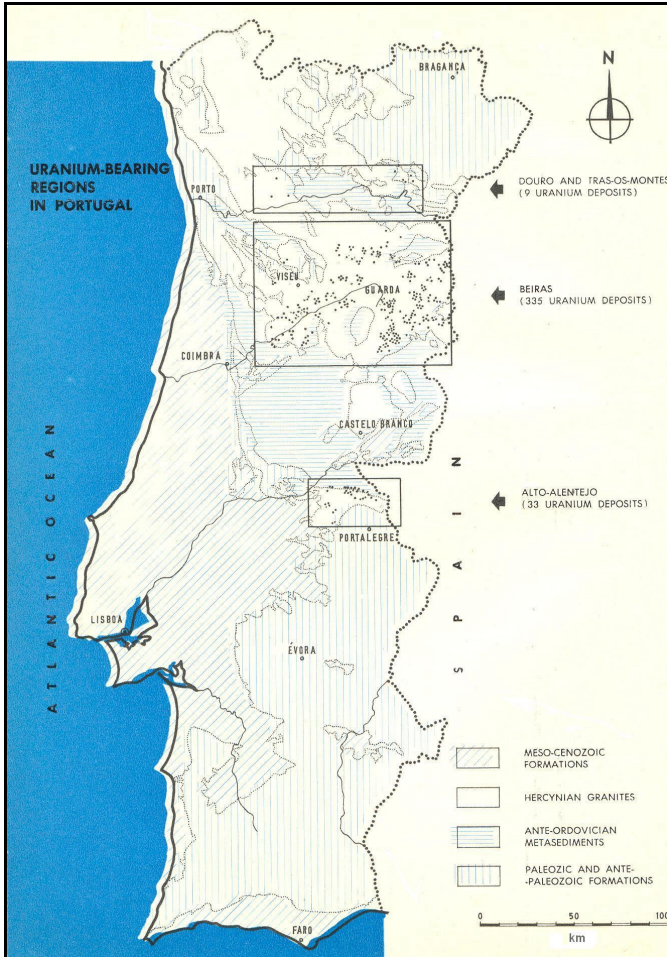 N
BRAGANÇA
URANIUM-BEARING
REGIONS
IN PORTUGAL
DOURO AND TRAS-OS-MONTES
(9 URANIUM DEPOSITS)
PORTO
VISEU
GUARDA
BEIRAS
(335 URANIUM DEPOSITS)
COIMBRA
CASTELO BRANCO
ATLANTIC OCEAN
SPAIN
ALTO-ALENTEJO
(33 URANIUM DEPOSITS)
PORTALEGRE
LISBOA
ÉVORA
MESO-CENOZOIC
FORMATIONS
HERCYNIAN GRANITES
ANTE-ORDOVICIAN
METASEDIMENTS
PALEOZIC AND ANTE-
-PALEOZOIC FORMATIONS
FARO
0 50 100
km